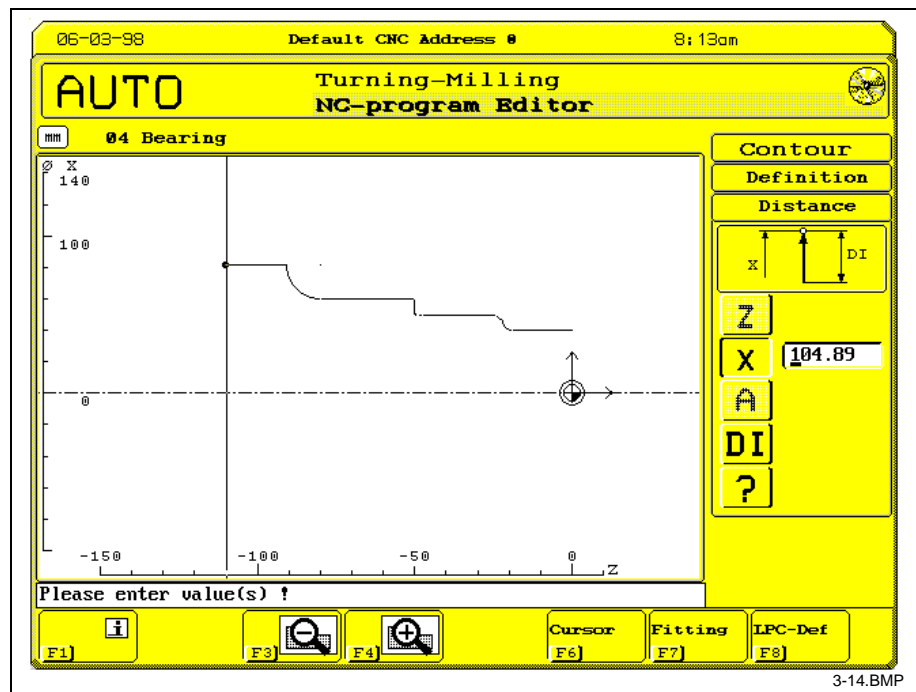 06-03-98 Default CNC Address 0 8:13am
AUTO
Turning-Milling
NC-program Editor
mm 04 Bearing
Contour
Definition
Distance
X DI
Z
X 104.89
A
DI
?
Ø X
140
100
0
-150 -100 -50 0 Z
Please enter value(s) !
F1] i
F3]
F4]
Cursor F6]
Fitting F7]
LPC-Def F8]
3-14.BMP